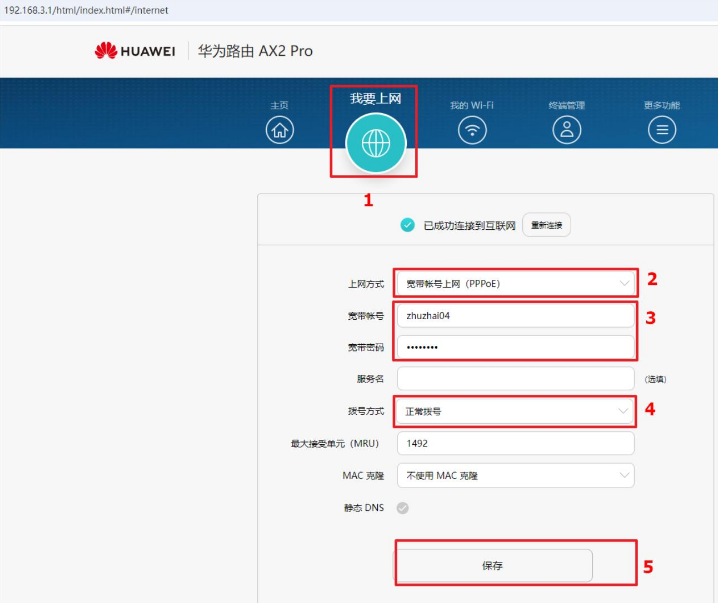 192.168.3.1/html/index.html#/internet
HUAWEI 华为路由 AX2 Pro
主页 我要上网 我的 Wi-Fi 终端管理 更多功能
1
已成功连接到互联网 重新连接
上网方式 宽带帐号上网（PPPoE） 2
宽带帐号 zhuzhai04 3
宽带密码 ••••••••
服务名 (选填)
拨号方式 正常拨号 4
最大接受单元（MRU） 1492
MAC 克隆 不使用 MAC 克隆
静态 DNS
保存 5